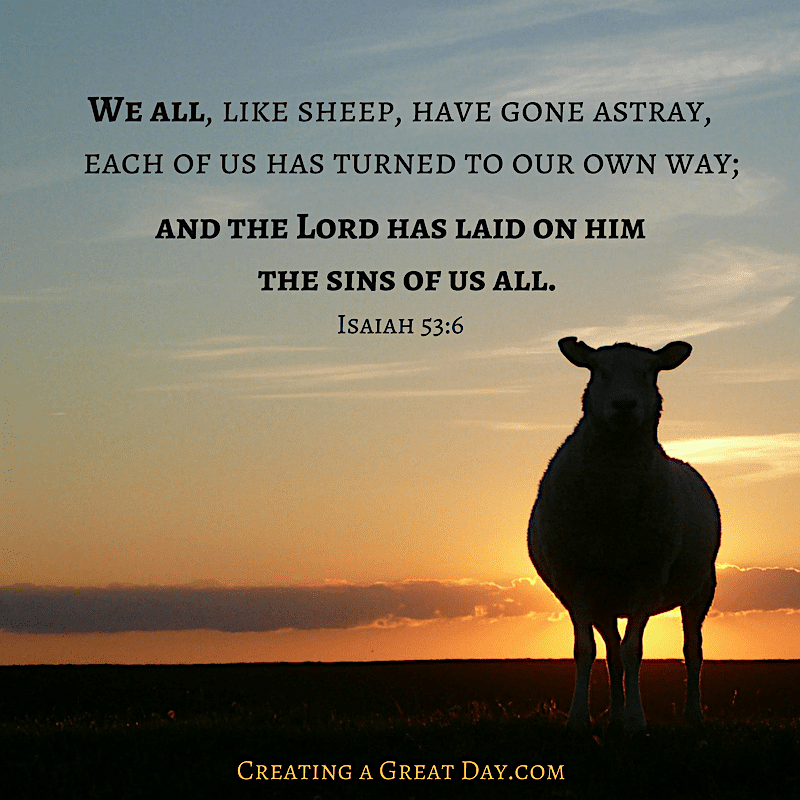 We all, like sheep, have gone astray,
each of us has turned to our own way;
and the Lord has laid on him
the sins of us all.
Isaiah 53:6
Creating a Great Day.com